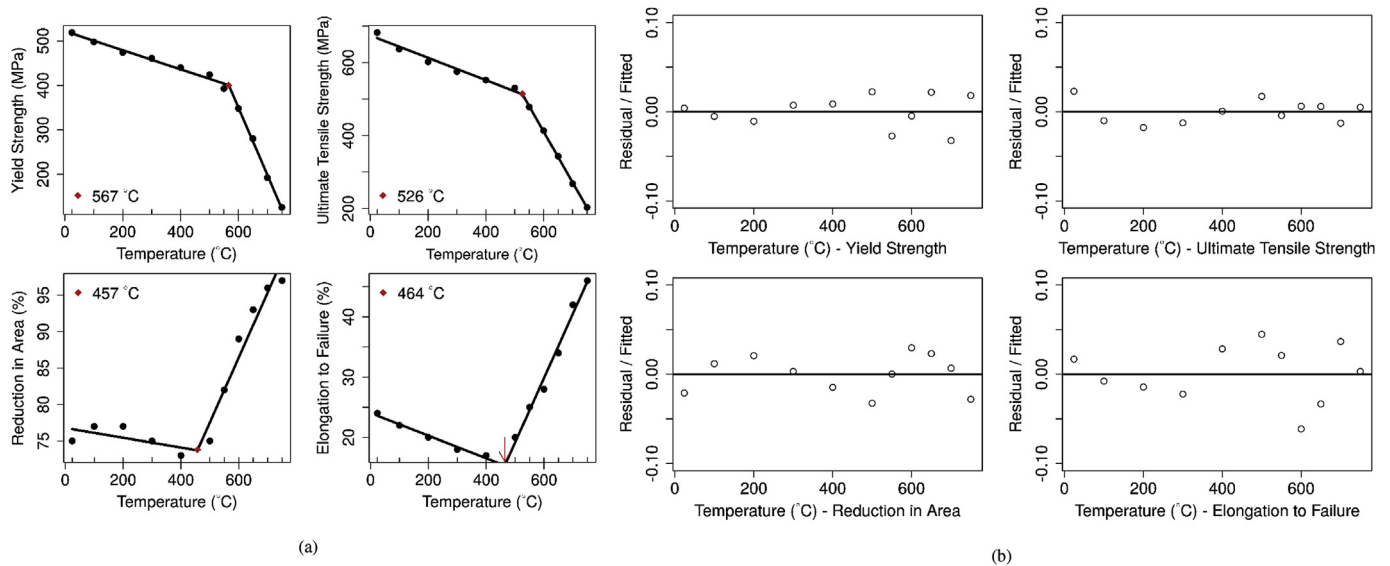 Yield Strength (MPa)
500
400
300
200
567 °C
0 200 400 600
Temperature (°C)
Ultimate Tensile Strength (MPa)
600
400
200
526 °C
0 200 400 600
Temperature (°C)
Reduction in Area (%)
95
90
85
80
75
457 °C
0 200 400 600
Temperature (°C)
Elongation to Failure (%)
40
30
20
464 °C
0 200 400 600
Temperature (°C)
(a)
Residual / Fitted
0.10
0.00
-0.10
0 200 400 600
Temperature (°C) - Yield Strength
Residual / Fitted
0.10
0.00
-0.10
0 200 400 600
Temperature (°C) - Ultimate Tensile Strength
Residual / Fitted
0.10
0.00
-0.10
0 200 400 600
Temperature (°C) - Reduction in Area
Residual / Fitted
0.10
0.00
-0.10
0 200 400 600
Temperature (°C) - Elongation to Failure
(b)